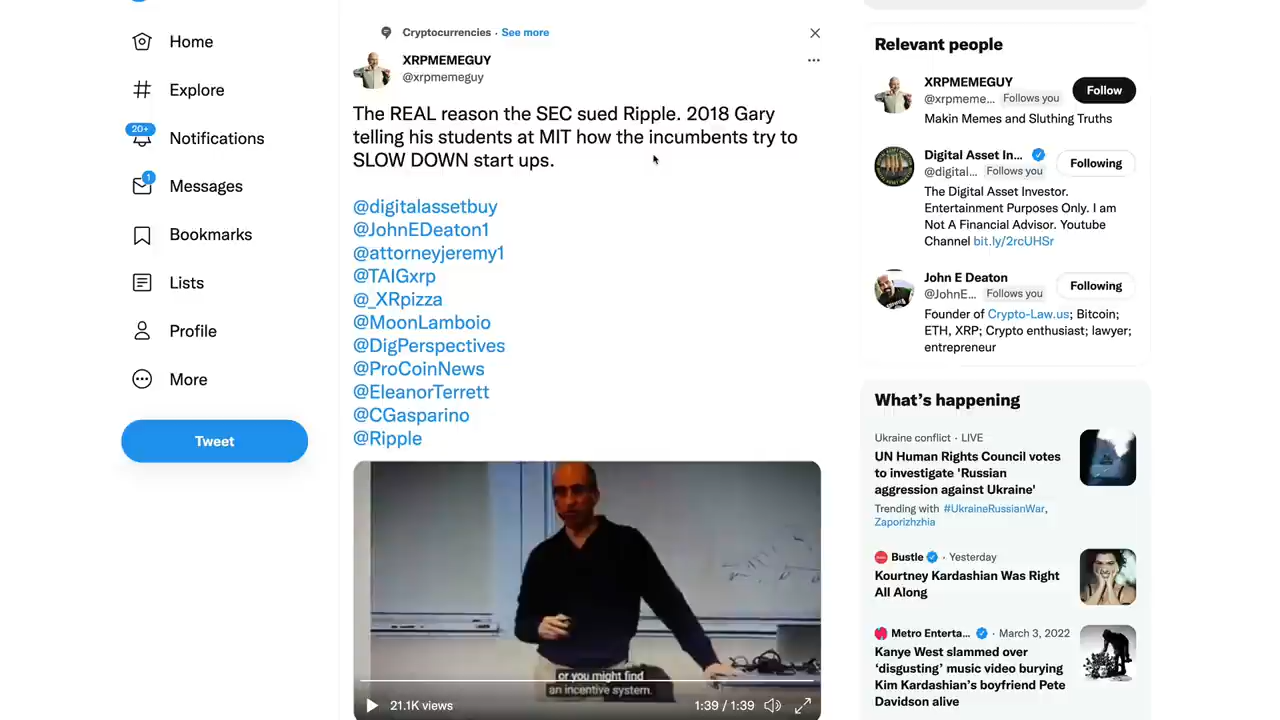 Home
Explore
20+
Notifications
1
Messages
Bookmarks
Lists
Profile
More
Tweet
Cryptocurrencies · See more
XRPMEMEGUY
@xrpmemeguy
The REAL reason the SEC sued Ripple. 2018 Gary
telling his students at MIT how the incumbents try to
SLOW DOWN start ups.
@digitalassetbuy
@JohnEDeaton1
@attorneyjeremy1
@TAIGxrp
@_XRpizza
@MoonLamboio
@DigPerspectives
@ProCoinNews
@EleanorTerrett
@CGasparino
@Ripple
or you might find
an incentive system.
21.1K views
1:39 / 1:39
Relevant people
XRPMEMEGUY
@xrpmeme... Follows you
Follow
Makin Memes and Sluthing Truths
Digital Asset In...
@digital... Follows you
Following
The Digital Asset Investor.
Entertainment Purposes Only. I am
Not A Financial Advisor. Youtube
Channel bit.ly/2rcUHSr
John E Deaton
@JohnE... Follows you
Following
Founder of Crypto-Law.us; Bitcoin;
ETH, XRP; Crypto enthusiast; lawyer;
entrepreneur
What's happening
Ukraine conflict · LIVE
UN Human Rights Council votes
to investigate 'Russian
aggression against Ukraine'
Trending with #UkraineRussianWar,
Zaporizhzhia
Bustle · Yesterday
Kourtney Kardashian Was Right
All Along
Metro Enterta... · March 3, 2022
Kanye West slammed over
‘disgusting’ music video burying
Kim Kardashian’s boyfriend Pete
Davidson alive